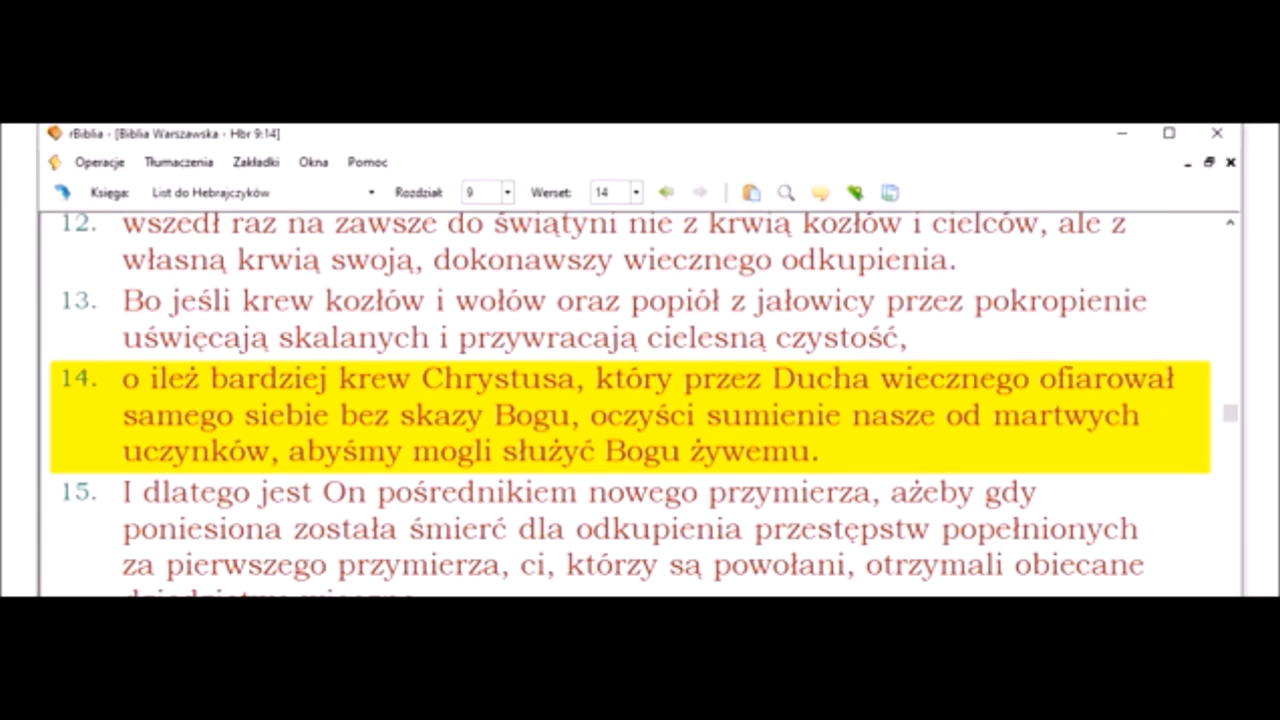 rBiblia - [Biblia Warszawska - Hbr 9:14]
Operacje Tłumaczenia Zakładki Okna Pomoc
Księga: List do Hebrajczyków Rozdział: 9 Werset: 14
12. wszedł raz na zawsze do świątyni nie z krwią kozłów i cielców, ale z
własną krwią swoją, dokonawszy wiecznego odkupienia.
13. Bo jeśli krew kozłów i wołów oraz popiół z jałowicy przez pokropienie
uświęcają skalanych i przywracają cielesną czystość,
14. o ileż bardziej krew Chrystusa, który przez Ducha wiecznego ofiarował
samego siebie bez skazy Bogu, oczyści sumienie nasze od martwych
uczynków, abyśmy mogli służyć Bogu żywemu.
15. I dlatego jest On pośrednikiem nowego przymierza, ażeby gdy
poniesiona została śmierć dla odkupienia przestępstw popełnionych
za pierwszego przymierza, ci, którzy są powołani, otrzymali obiecane